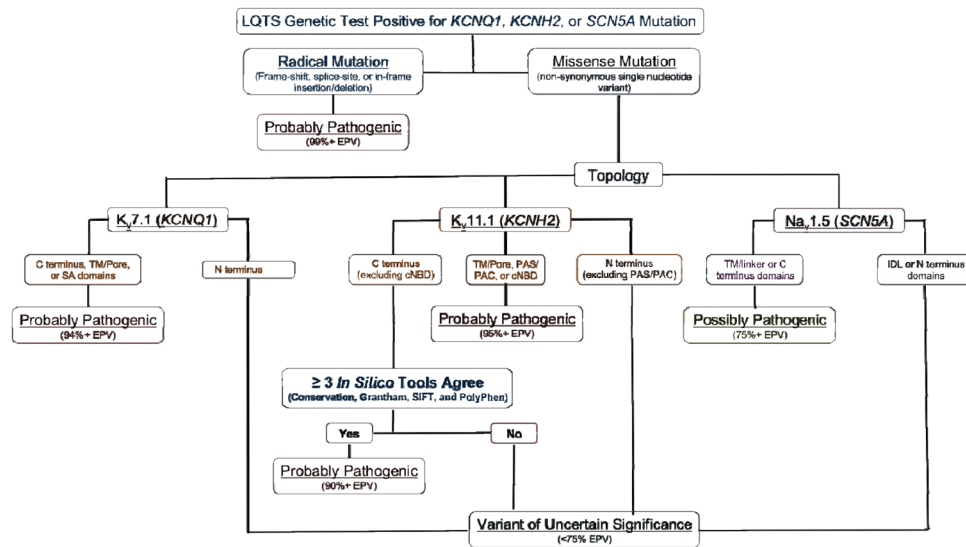 LQTS Genetic Test Positive for KCNQ1, KCNH2, or SCN5A Mutation
Radical Mutation
(Frame-shift, splice-site, or in-frame
insertion/deletion)
Missense Mutation
(non-synonymous single nucleotide
variant)
Probably Pathogenic
(99%+ EPV)
Topology
Kv7.1 (KCNQ1)
Kv11.1 (KCNH2)
Nav1.5 (SCN5A)
C terminus, TM/Pore,
or SA domains
N terminus
C terminus
(excluding cNBD)
TM/Pore, PAS/
PAC, or cNBD
N terminus
(excluding PAS/PAC)
TM/linker or C
terminus domains
IDL or N terminus
domains
Probably Pathogenic
(94%+ EPV)
Probably Pathogenic
(95%+ EPV)
Possibly Pathogenic
(75%+ EPV)
≥ 3 In Silico Tools Agree
(Conservation, Grantham, SIFT, and PolyPhen)
Yes
No
Probably Pathogenic
(90%+ EPV)
Variant of Uncertain Significance
(<75% EPV)